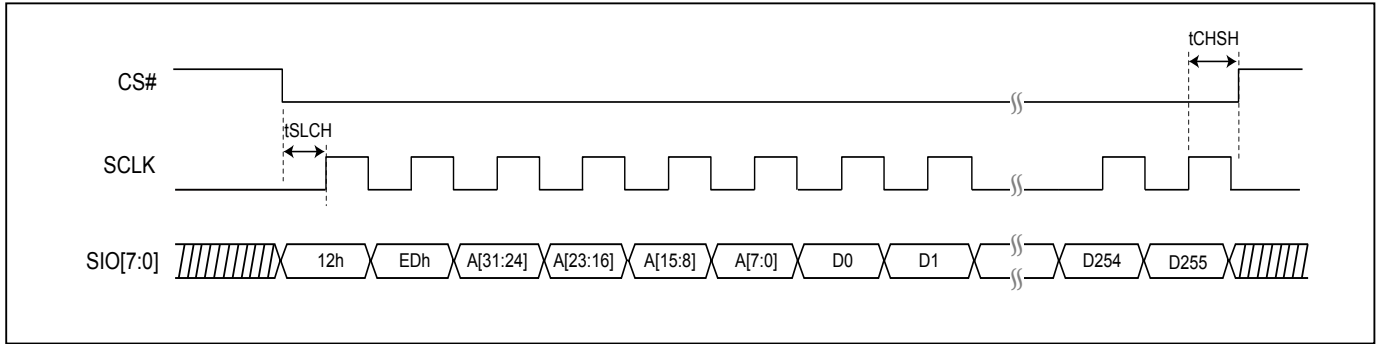 tCHSH
CS#
tSLCH
SCLK
SIO[7:0] 12h EDh A[31:24] A[23:16] A[15:8] A[7:0] D0 D1 D254 D255